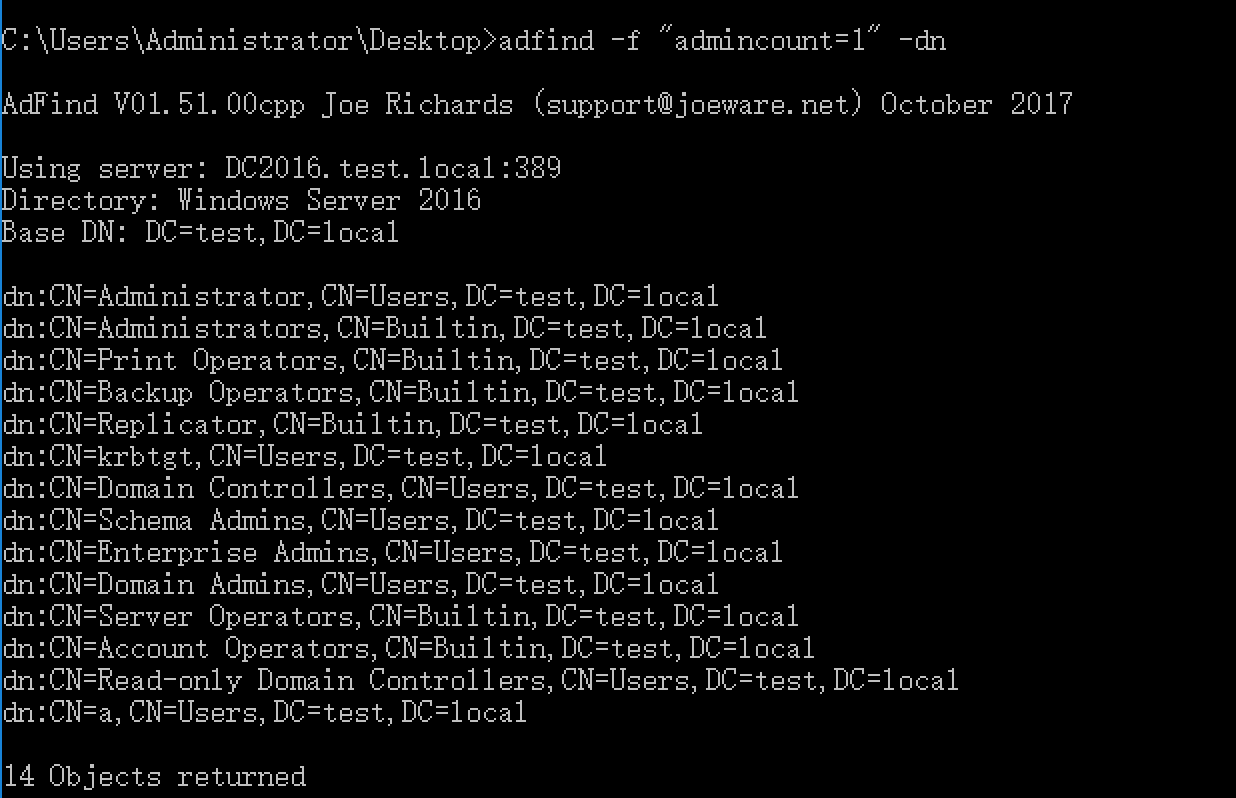 C:\Users\Administrator\Desktop>adfind -f "admincount=1" -dn
AdFind V01.51.00cpp Joe Richards (support@joeware.net) October 2017
Using server: DC2016.test.local:389
Directory: Windows Server 2016
Base DN: DC=test,DC=local
dn:CN=Administrator,CN=Users,DC=test,DC=local
dn:CN=Administrators,CN=Builtin,DC=test,DC=local
dn:CN=Print Operators,CN=Builtin,DC=test,DC=local
dn:CN=Backup Operators,CN=Builtin,DC=test,DC=local
dn:CN=Replicator,CN=Builtin,DC=test,DC=local
dn:CN=krbtgt,CN=Users,DC=test,DC=local
dn:CN=Domain Controllers,CN=Users,DC=test,DC=local
dn:CN=Schema Admins,CN=Users,DC=test,DC=local
dn:CN=Enterprise Admins,CN=Users,DC=test,DC=local
dn:CN=Domain Admins,CN=Users,DC=test,DC=local
dn:CN=Server Operators,CN=Builtin,DC=test,DC=local
dn:CN=Account Operators,CN=Builtin,DC=test,DC=local
dn:CN=Read-only Domain Controllers,CN=Users,DC=test,DC=local
dn:CN=a,CN=Users,DC=test,DC=local
14 Objects returned